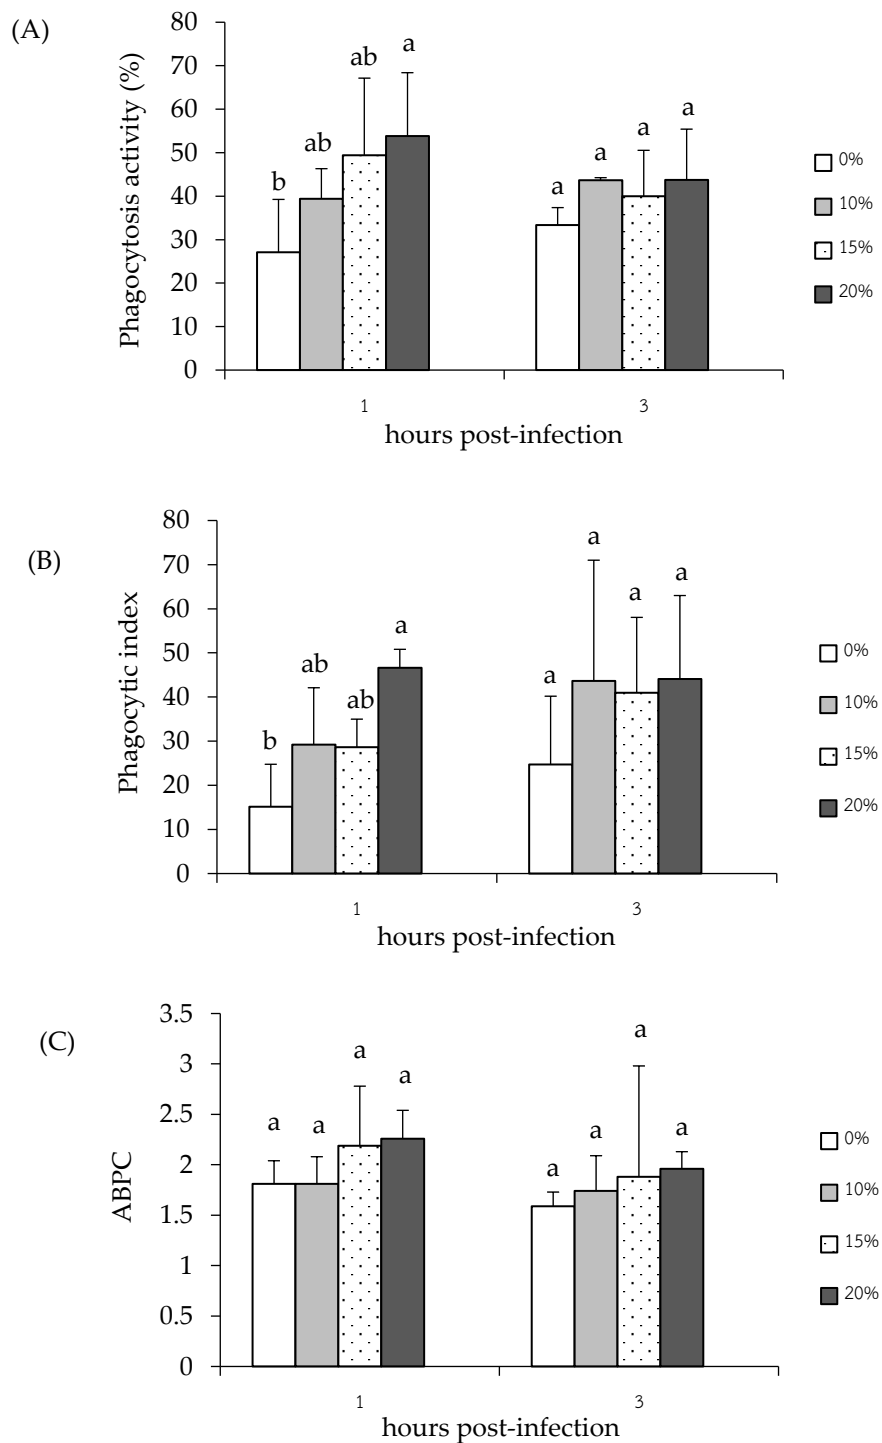 (A)
Phagocytosis activity (%)
80
70
60
50
40
30
20
10
0
b
ab
ab
a
a
a
a
a
1
3
hours post-infection
0%
10%
15%
20%
(B)
Phagocytic index
80
70
60
50
40
30
20
10
0
b
ab
ab
a
a
a
a
a
1
3
hours post-infection
0%
10%
15%
20%
(C)
ABPC
3.5
3
2.5
2
1.5
1
0.5
0
a
a
a
a
a
a
a
a
1
3
hours post-infection
0%
10%
15%
20%